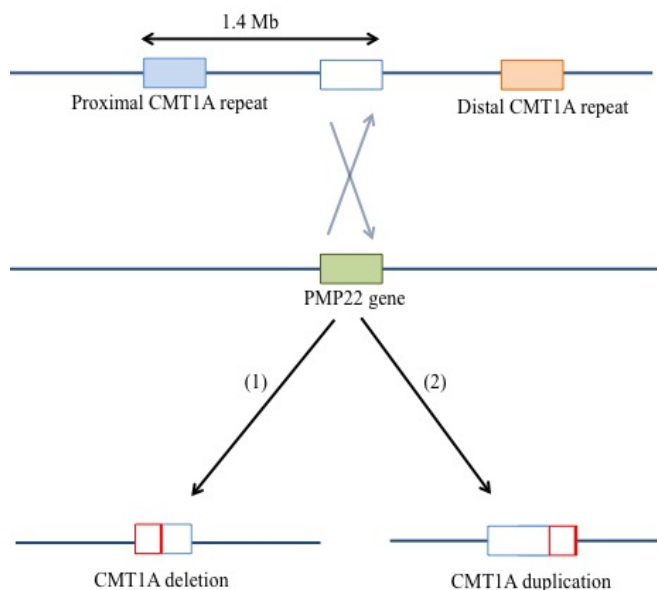 1.4 Mb
Proximal CMT1A repeat
Distal CMT1A repeat
PMP22 gene
(1)
(2)
CMT1A deletion
CMT1A duplication